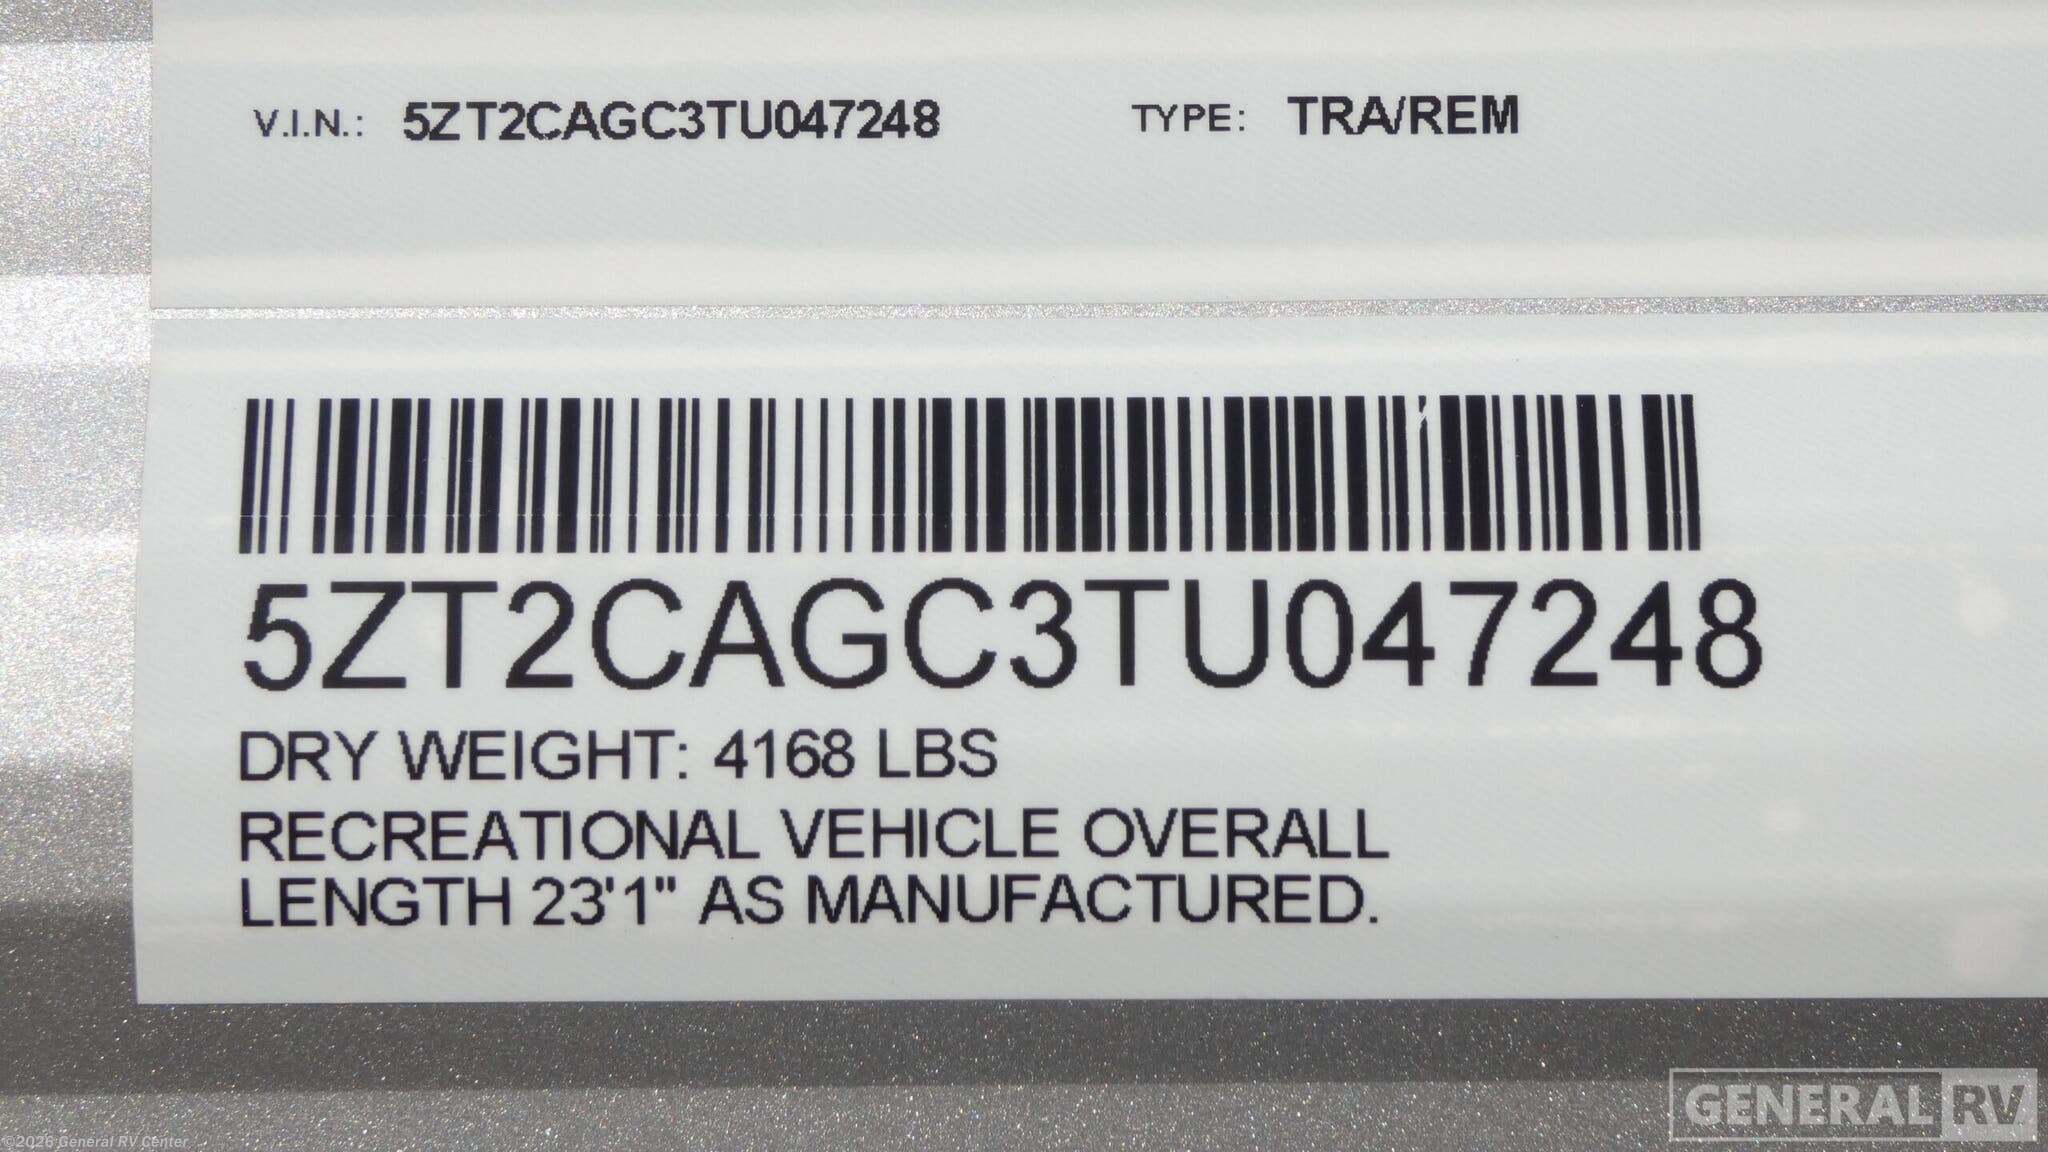 V.I.N.: 5ZT2CAGC3TU047248 TYPE: TRA/REM
5ZT2CAGC3TU047248
DRY WEIGHT: 4168 LBS
RECREATIONAL VEHICLE OVERALL
LENGTH 23'1" AS MANUFACTURED.
GENERAL RV
©2026 General RV Center